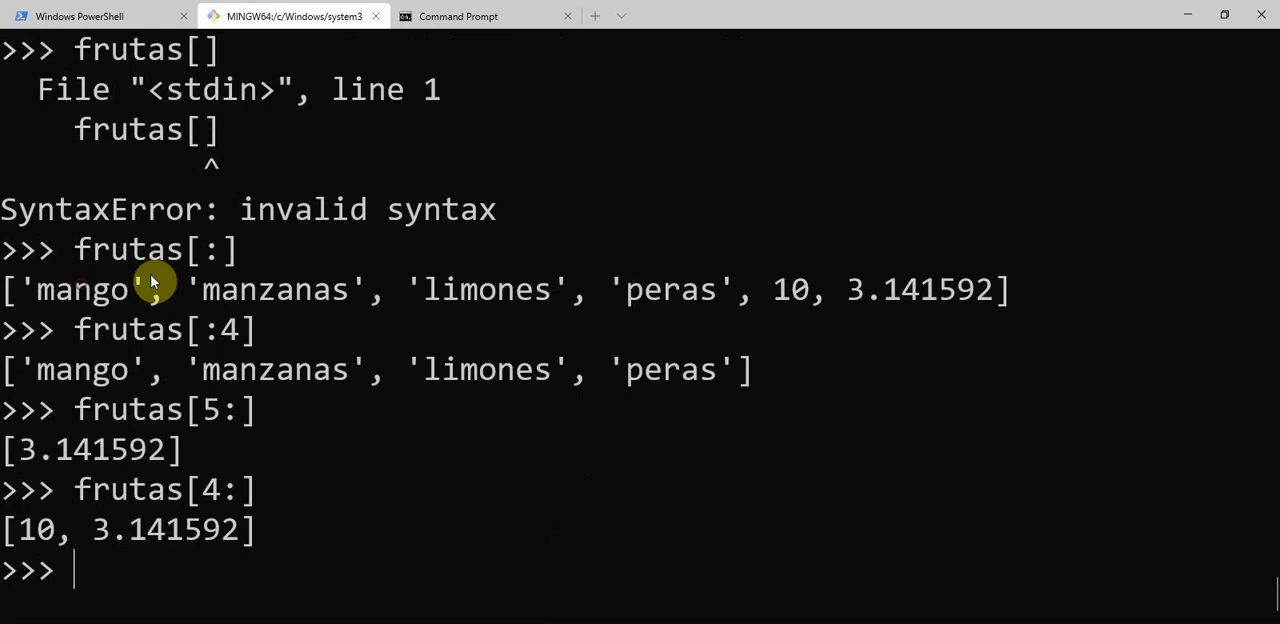 Windows PowerShell
MINGW64:/c/Windows/system3
Command Prompt
>>> frutas[]
  File "<stdin>", line 1
    frutas[]
           ^
SyntaxError: invalid syntax
>>> frutas[:]
['mango', 'manzanas', 'limones', 'peras', 10, 3.141592]
>>> frutas[:4]
['mango', 'manzanas', 'limones', 'peras']
>>> frutas[5:]
[3.141592]
>>> frutas[4:]
[10, 3.141592]
>>>